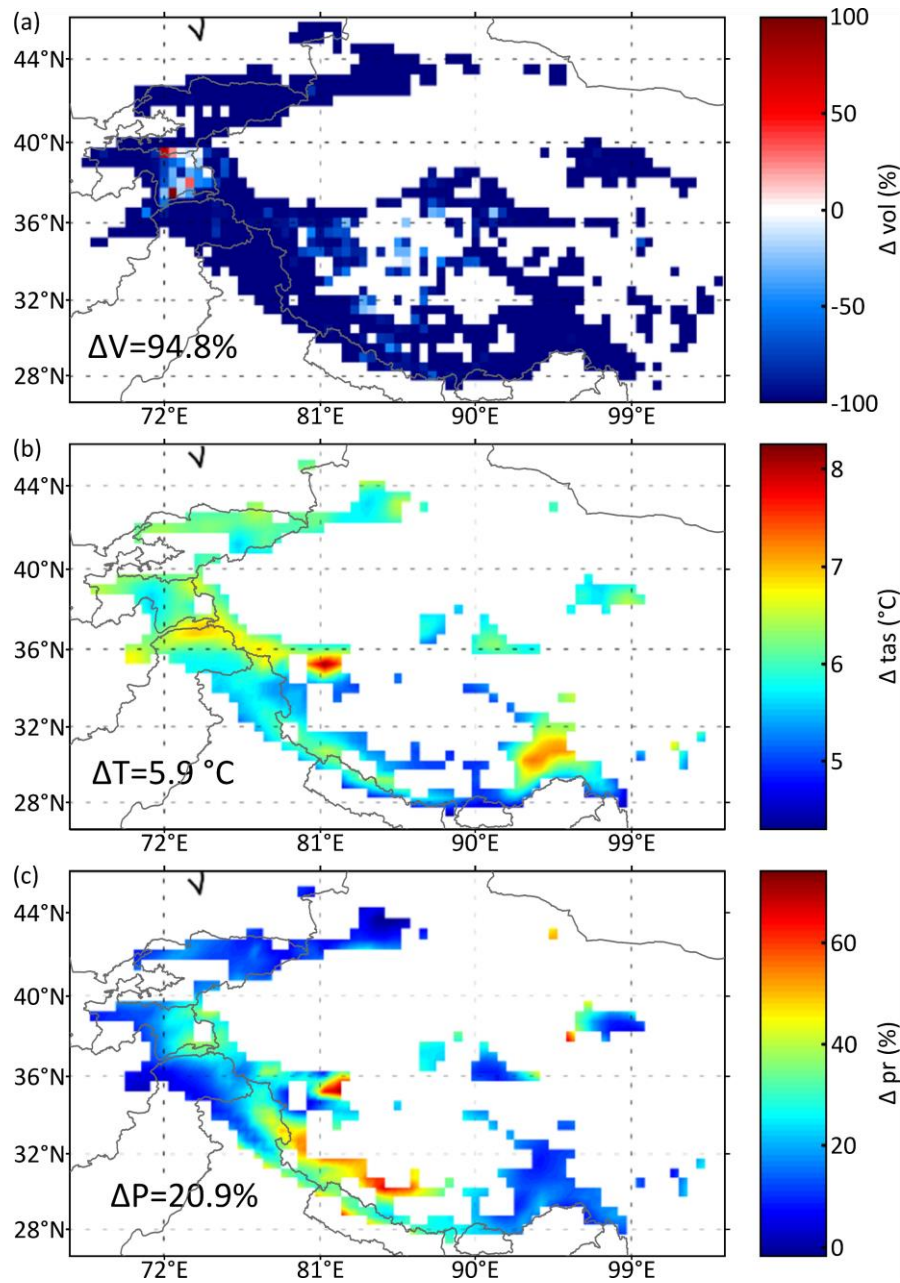 (a)
44°N
40°N
36°N
32°N
28°N
ΔV=94.8%
72°E 81°E 90°E 99°E
100
50
0
-50
-100
Δ vol (%)
(b)
44°N
40°N
36°N
32°N
28°N
ΔT=5.9 °C
72°E 81°E 90°E 99°E
8
7
6
5
Δ tas (°C)
(c)
44°N
40°N
36°N
32°N
28°N
ΔP=20.9%
72°E 81°E 90°E 99°E
60
40
20
0
Δ pr (%)